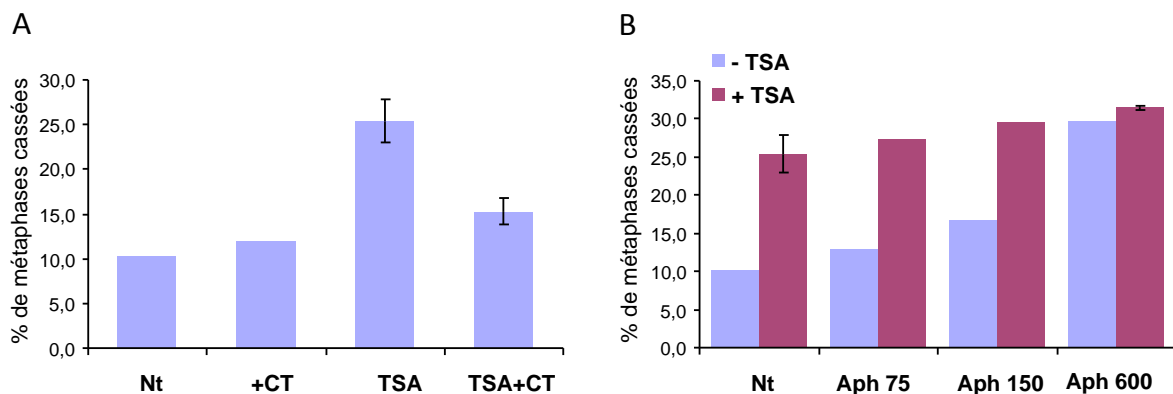 A
% de métaphases cassées
30,0
25,0
20,0
15,0
10,0
5,0
0,0
Nt +CT TSA TSA+CT
B
- TSA
+ TSA
% de métaphases cassées
35,0
30,0
25,0
20,0
15,0
10,0
5,0
0,0
Nt Aph 75 Aph 150 Aph 600